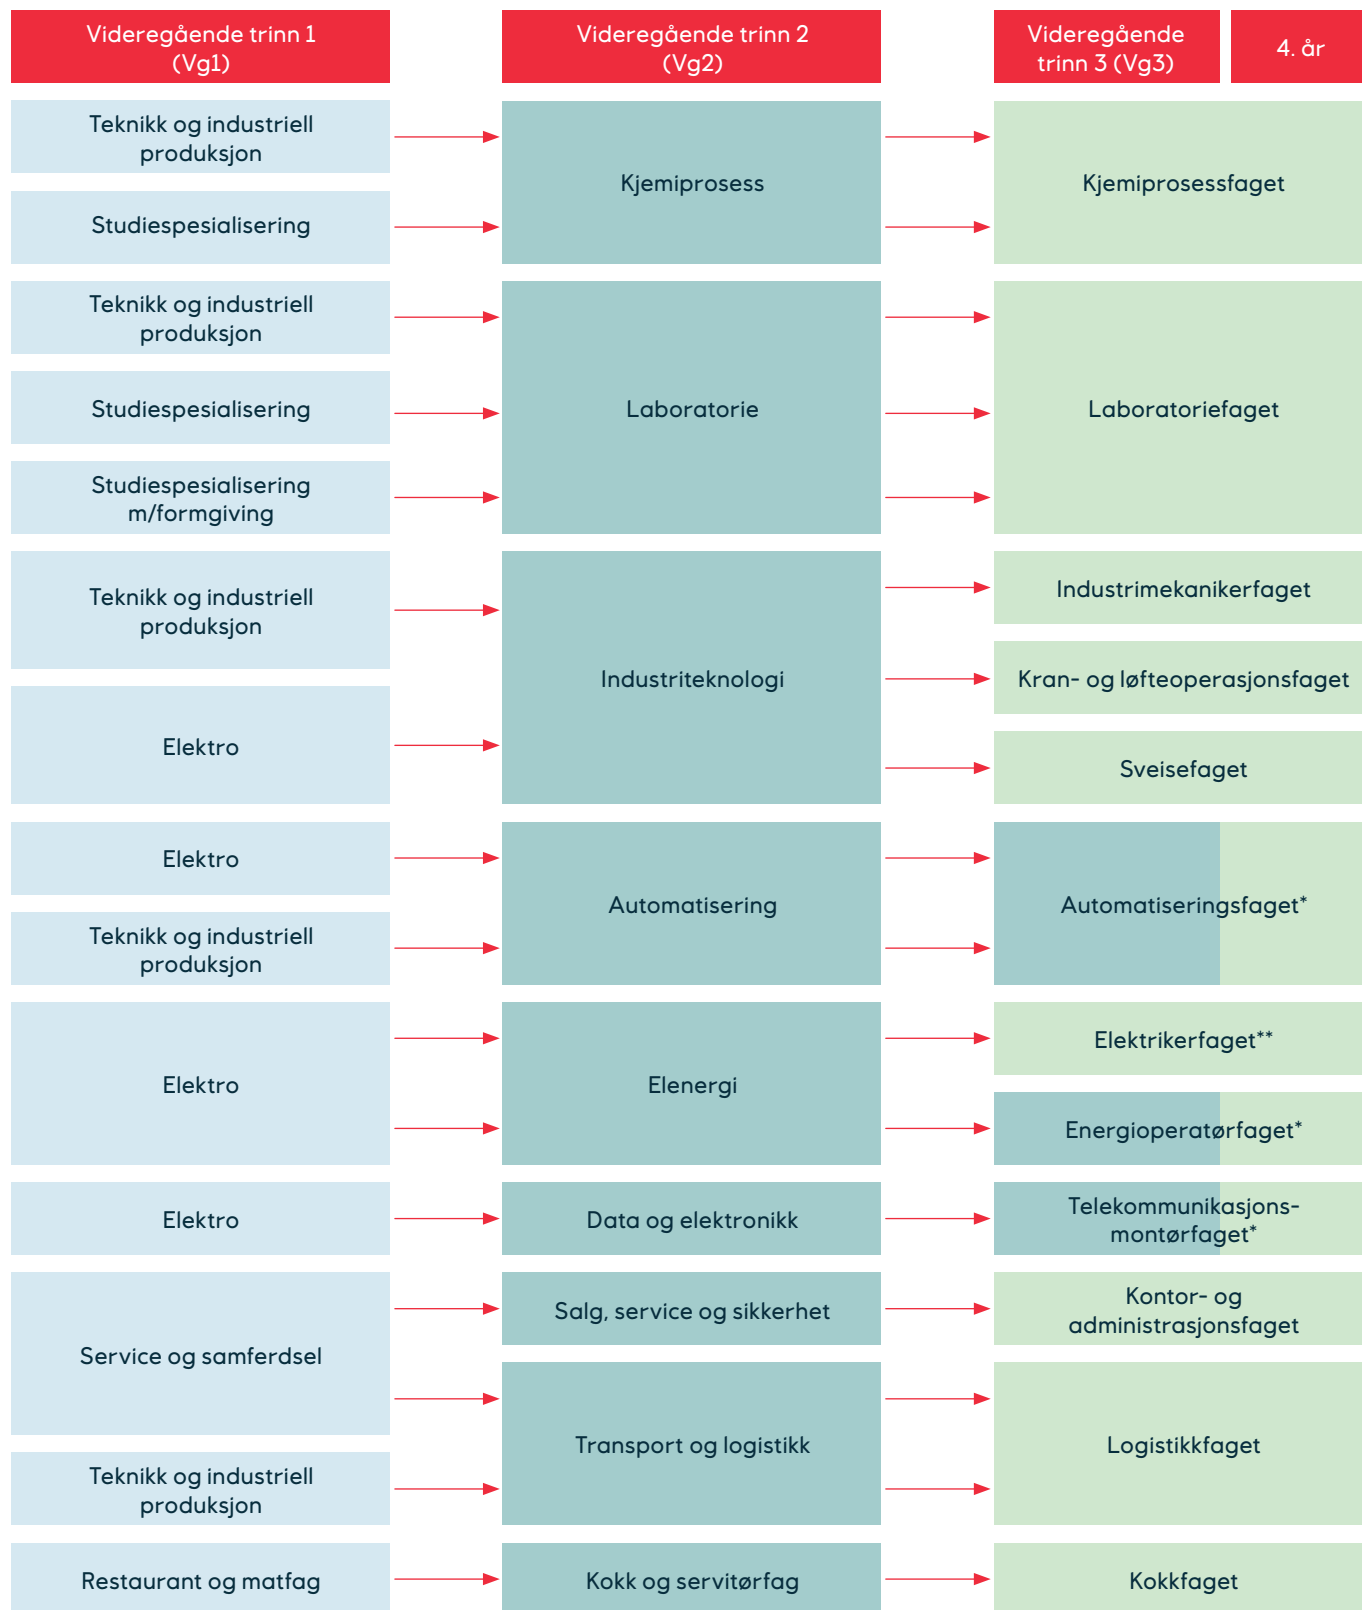 Videregående trinn 1
(Vg1)
Videregående trinn 2
(Vg2)
Videregående
trinn 3 (Vg3)
4. år
Teknikk og industriell
produksjon
Studiespesialisering
Kjemiprosess
Kjemiprosessfaget
Teknikk og industriell
produksjon
Studiespesialisering
Studiespesialisering
m/formgiving
Laboratorie
Laboratoriefaget
Teknikk og industriell
produksjon
Elektro
Industriteknologi
Industrimekanikerfaget
Kran- og løfteoperasjonsfaget
Sveisefaget
Elektro
Teknikk og industriell
produksjon
Automatisering
Automatiseringsfaget*
Elektro
Elenergi
Elektrikerfaget**
Energioperatørfaget*
Elektro
Data og elektronikk
Telekommunikasjons-
montørfaget*
Service og samferdsel
Salg, service og sikkerhet
Kontor- og
administrasjonsfaget
Teknikk og industriell
produksjon
Transport og logistikk
Logistikkfaget
Restaurant og matfag
Kokk og servitørfag
Kokkfaget